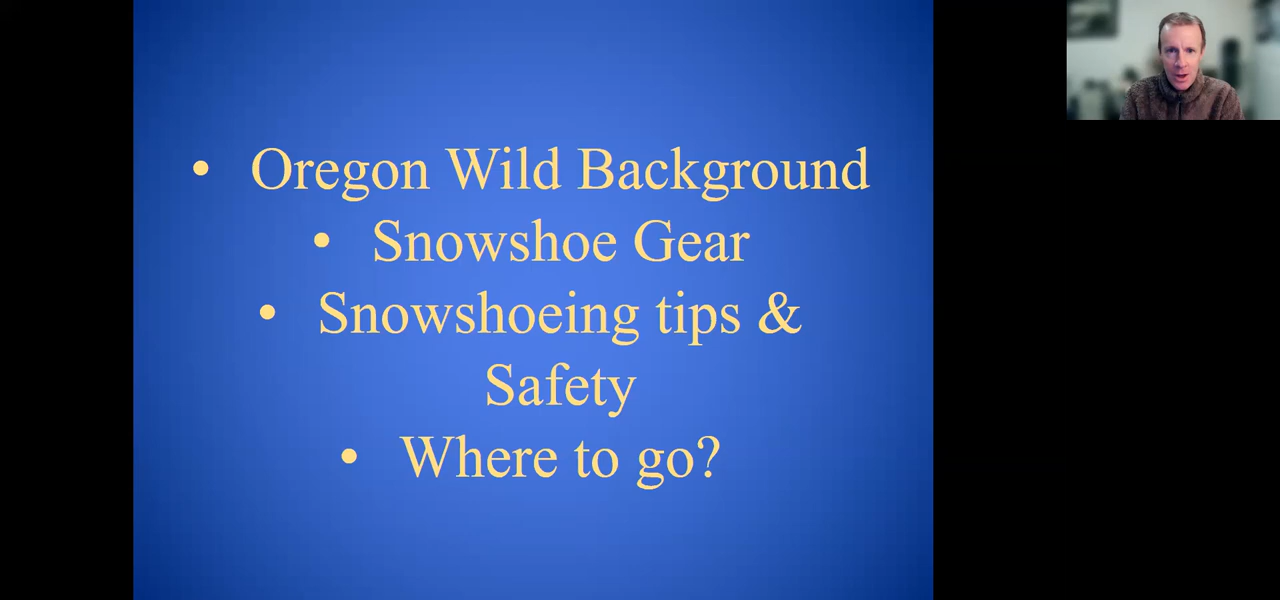 • Oregon Wild Background
• Snowshoe Gear
• Snowshoeing tips &
Safety
• Where to go?